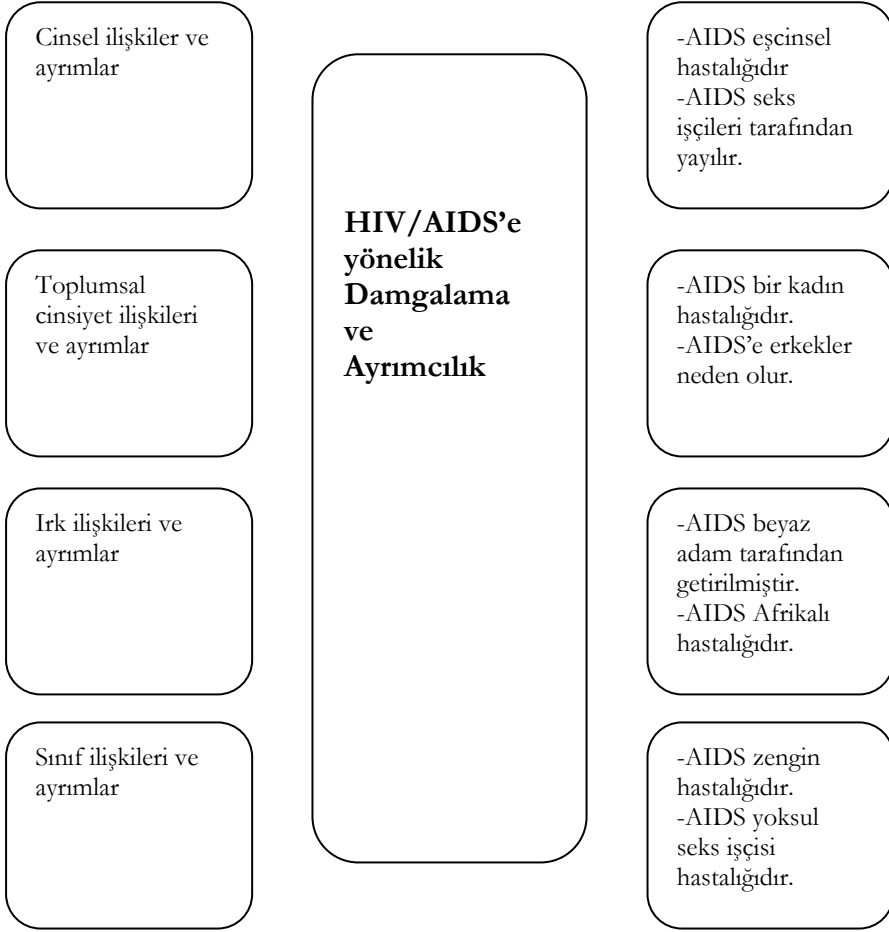 Cinsel ilişkiler ve
ayrımlar
-AIDS eşcinsel
hastalığıdır
-AIDS seks
işçileri tarafından
yayılır.
HIV/AIDS’e
yönelik
Damgalama
ve
Ayrımcılık
Toplumsal
cinsiyet ilişkileri
ve ayrımlar
-AIDS bir kadın
hastalığıdır.
-AIDS’e erkekler
neden olur.
Irk ilişkileri ve
ayrımlar
-AIDS beyaz
adam tarafından
getirilmiştir.
-AIDS Afrikalı
hastalığıdır.
Sınıf ilişkileri ve
ayrımlar
-AIDS zengin
hastalığıdır.
-AIDS yoksul
seks işçisi
hastalığıdır.